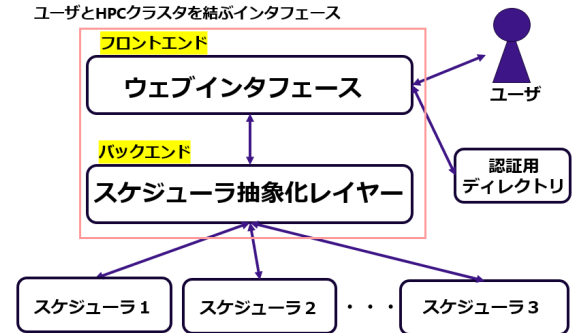 ユーザとHPCクラスタを結ぶインタフェース
フロントエンド
ウェブインタフェース
ユーザ
バックエンド
スケジューラ抽象化レイヤー
認証用
ディレクトリ
スケジューラ1
スケジューラ2
・・・
スケジューラ3